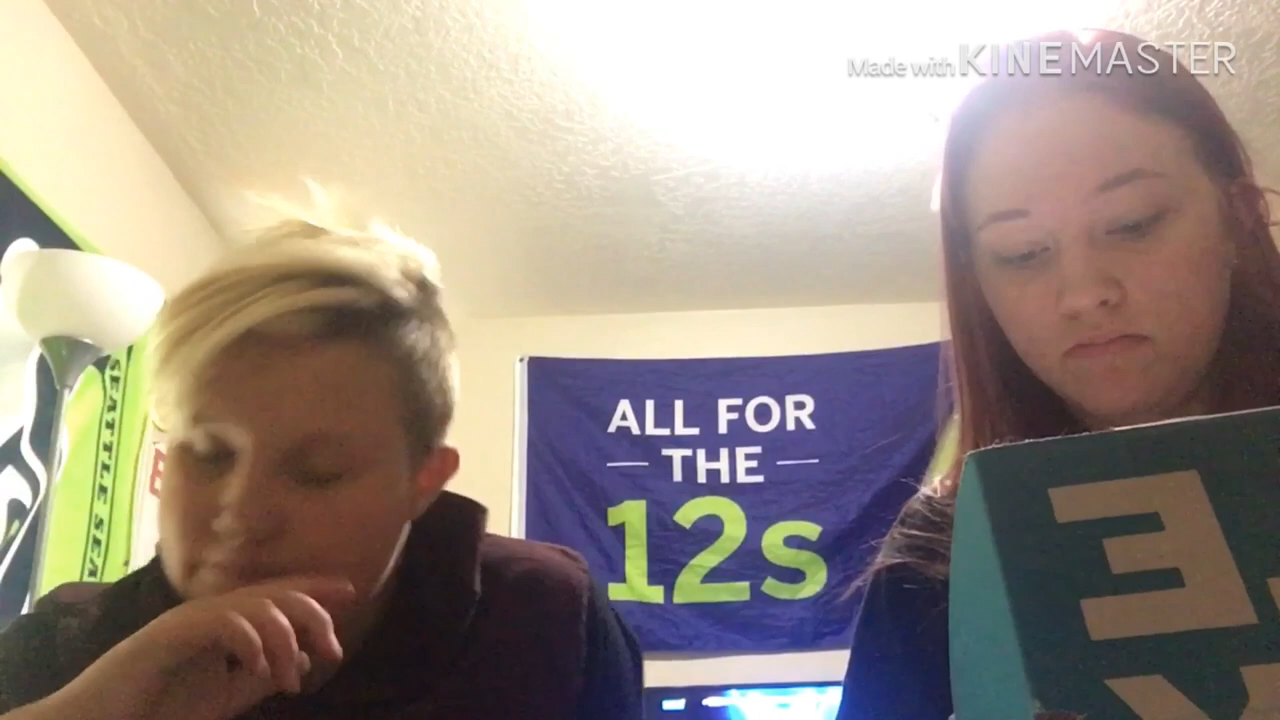 Made with KINEMASTER
ALL FOR
THE
12s
SEATTLE SEA
E